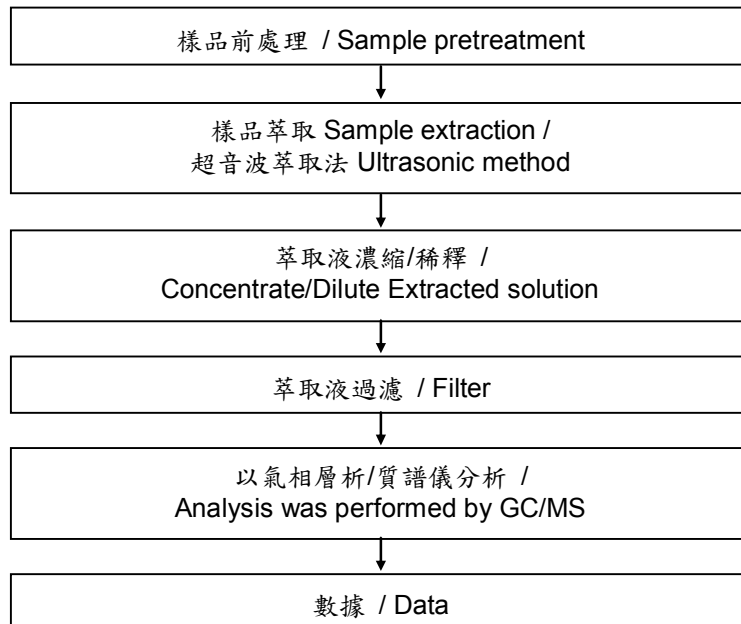 樣品前處理 / Sample pretreatment
樣品萃取 Sample extraction /
超音波萃取法 Ultrasonic method
萃取液濃縮/稀釋 /
Concentrate/Dilute Extracted solution
萃取液過濾 / Filter
以氣相層析/質譜儀分析 /
Analysis was performed by GC/MS
數據 / Data